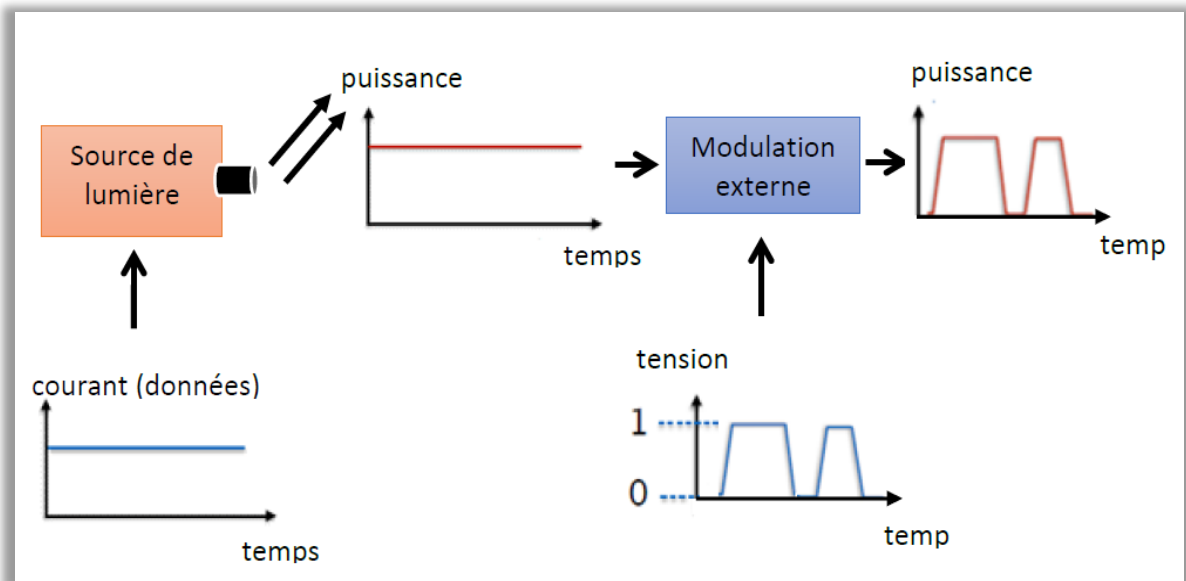 puissance
puissance
Source de
lumière
Modulation
externe
temps
temp
courant (données)
tension
1
0
temps
temp